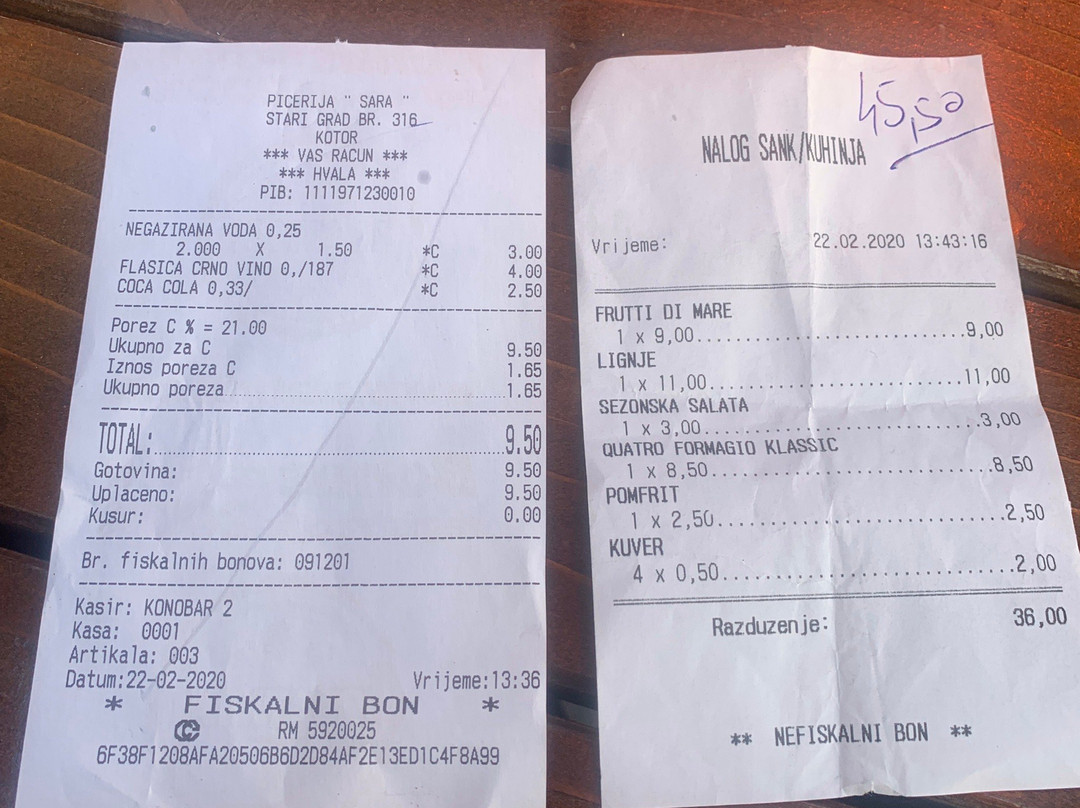 PICERIJA " SARA "
STARI GRAD BR. 316
KOTOR
*** VAS RACUN ***
*** HVALA ***
PIB: 1111971230010
NEGAZIRANA VODA 0,25
2.000 X 1.50 *C 3.00
FLASICA CRNO VINO 0,/187 *C 4.00
COCA COLA 0,33/ *C 2.50
Porez C % = 21.00
Ukupno za C 9.50
Iznos poreza C 1.65
Ukupno poreza 1.65
TOTAL: 9.50
Gotovina: 9.50
Uplaceno: 9.50
Kusur: 0.00
Br. fiskalnih bonova: 091201
Kasir: KONOBAR 2
Kasa: 0001
Artikala: 003
Datum:22-02-2020 Vrijeme:13:36
* FISKALNI BON *
RM 5920025
6F38F1208AFA20506B6D2D84AF2E13ED1C4F8A99
45,50
NALOG SANK/KUHINJA
Vrijeme: 22.02.2020 13:43:16
FRUTTI DI MARE
1 x 9,00..........................9,00
LIGNJE
1 x 11,00.........................11,00
SEZONSKA SALATA
1 x 3,00..........................3,00
QUATRO FORMAGIO KLASSIC
1 x 8,50..........................8,50
POMFRIT
1 x 2,50..........................2,50
KUVER
4 x 0,50..........................2,00
Razduzenje: 36,00
** NEFISKALNI BON **